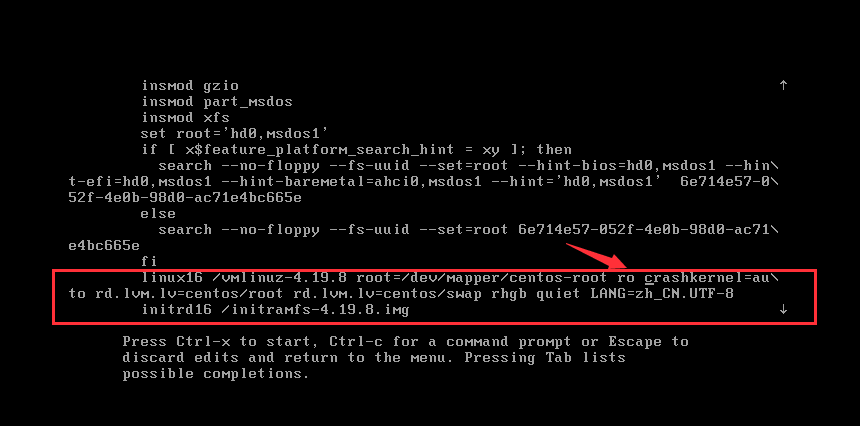 insmod gzio ↑
insmod part_msdos
insmod xfs
set root='hd0,msdos1'
if [ x$feature_platform_search_hint = xy ]; then
search --no-floppy --fs-uuid --set=root --hint-bios=hd0,msdos1 --hin\
t-efi=hd0,msdos1 --hint-baremetal=ahci0,msdos1 --hint='hd0,msdos1'  6e714e57-0\
52f-4e0b-98d0-ac71e4bc665e
else
search --no-floppy --fs-uuid --set=root 6e714e57-052f-4e0b-98d0-ac71\
e4bc665e
fi
linux16 /vmlinuz-4.19.8 root=/dev/mapper/centos-root ro crashkernel=au\
to rd.lvm.lv=centos/root rd.lvm.lv=centos/swap rhgb quiet LANG=zh_CN.UTF-8
initrd16 /initramfs-4.19.8.img ↓
Press Ctrl-x to start, Ctrl-c for a command prompt or Escape to
discard edits and return to the menu. Pressing Tab lists
possible completions.